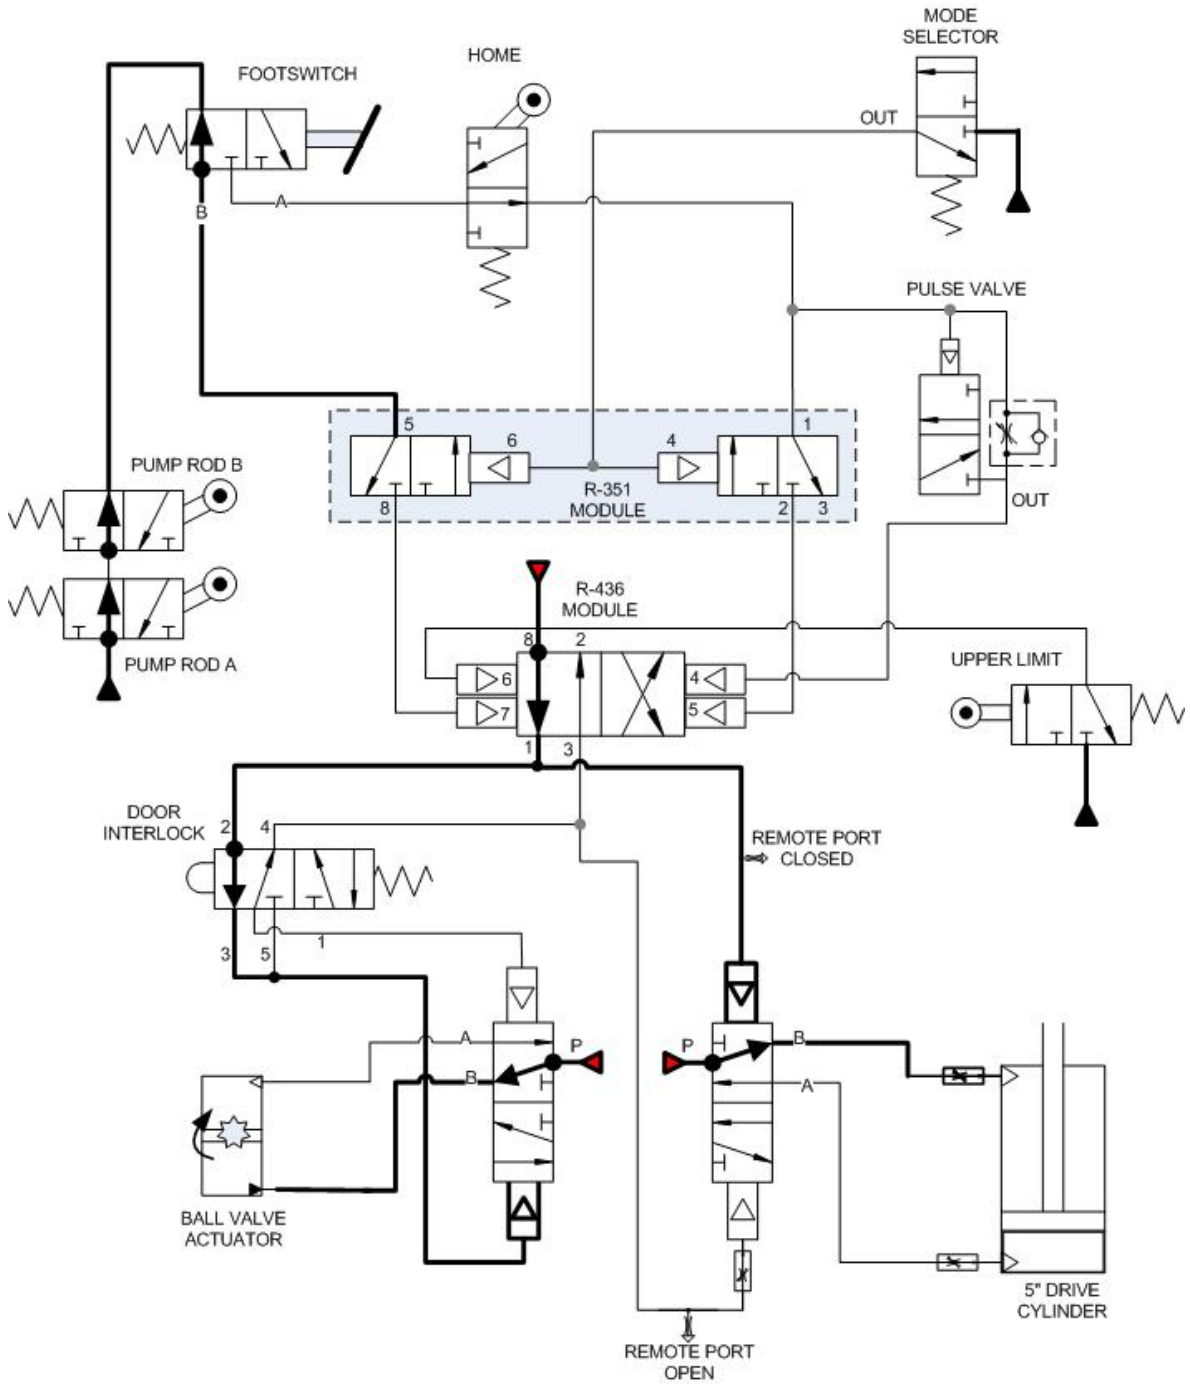 MODE
SELECTOR
HOME
FOOTSWITCH
OUT
A
B
PULSE VALVE
5
1
6
4
PUMP ROD B
R-351
MODULE
8
2
3
OUT
R-436
MODULE
8
2
UPPER LIMIT
PUMP ROD A
6
4
7
5
1
3
DOOR
INTERLOCK
2
4
REMOTE PORT
CLOSED
3
5
1
A
P
P
B
B
A
BALL VALVE
ACTUATOR
5" DRIVE
CYLINDER
REMOTE PORT
OPEN